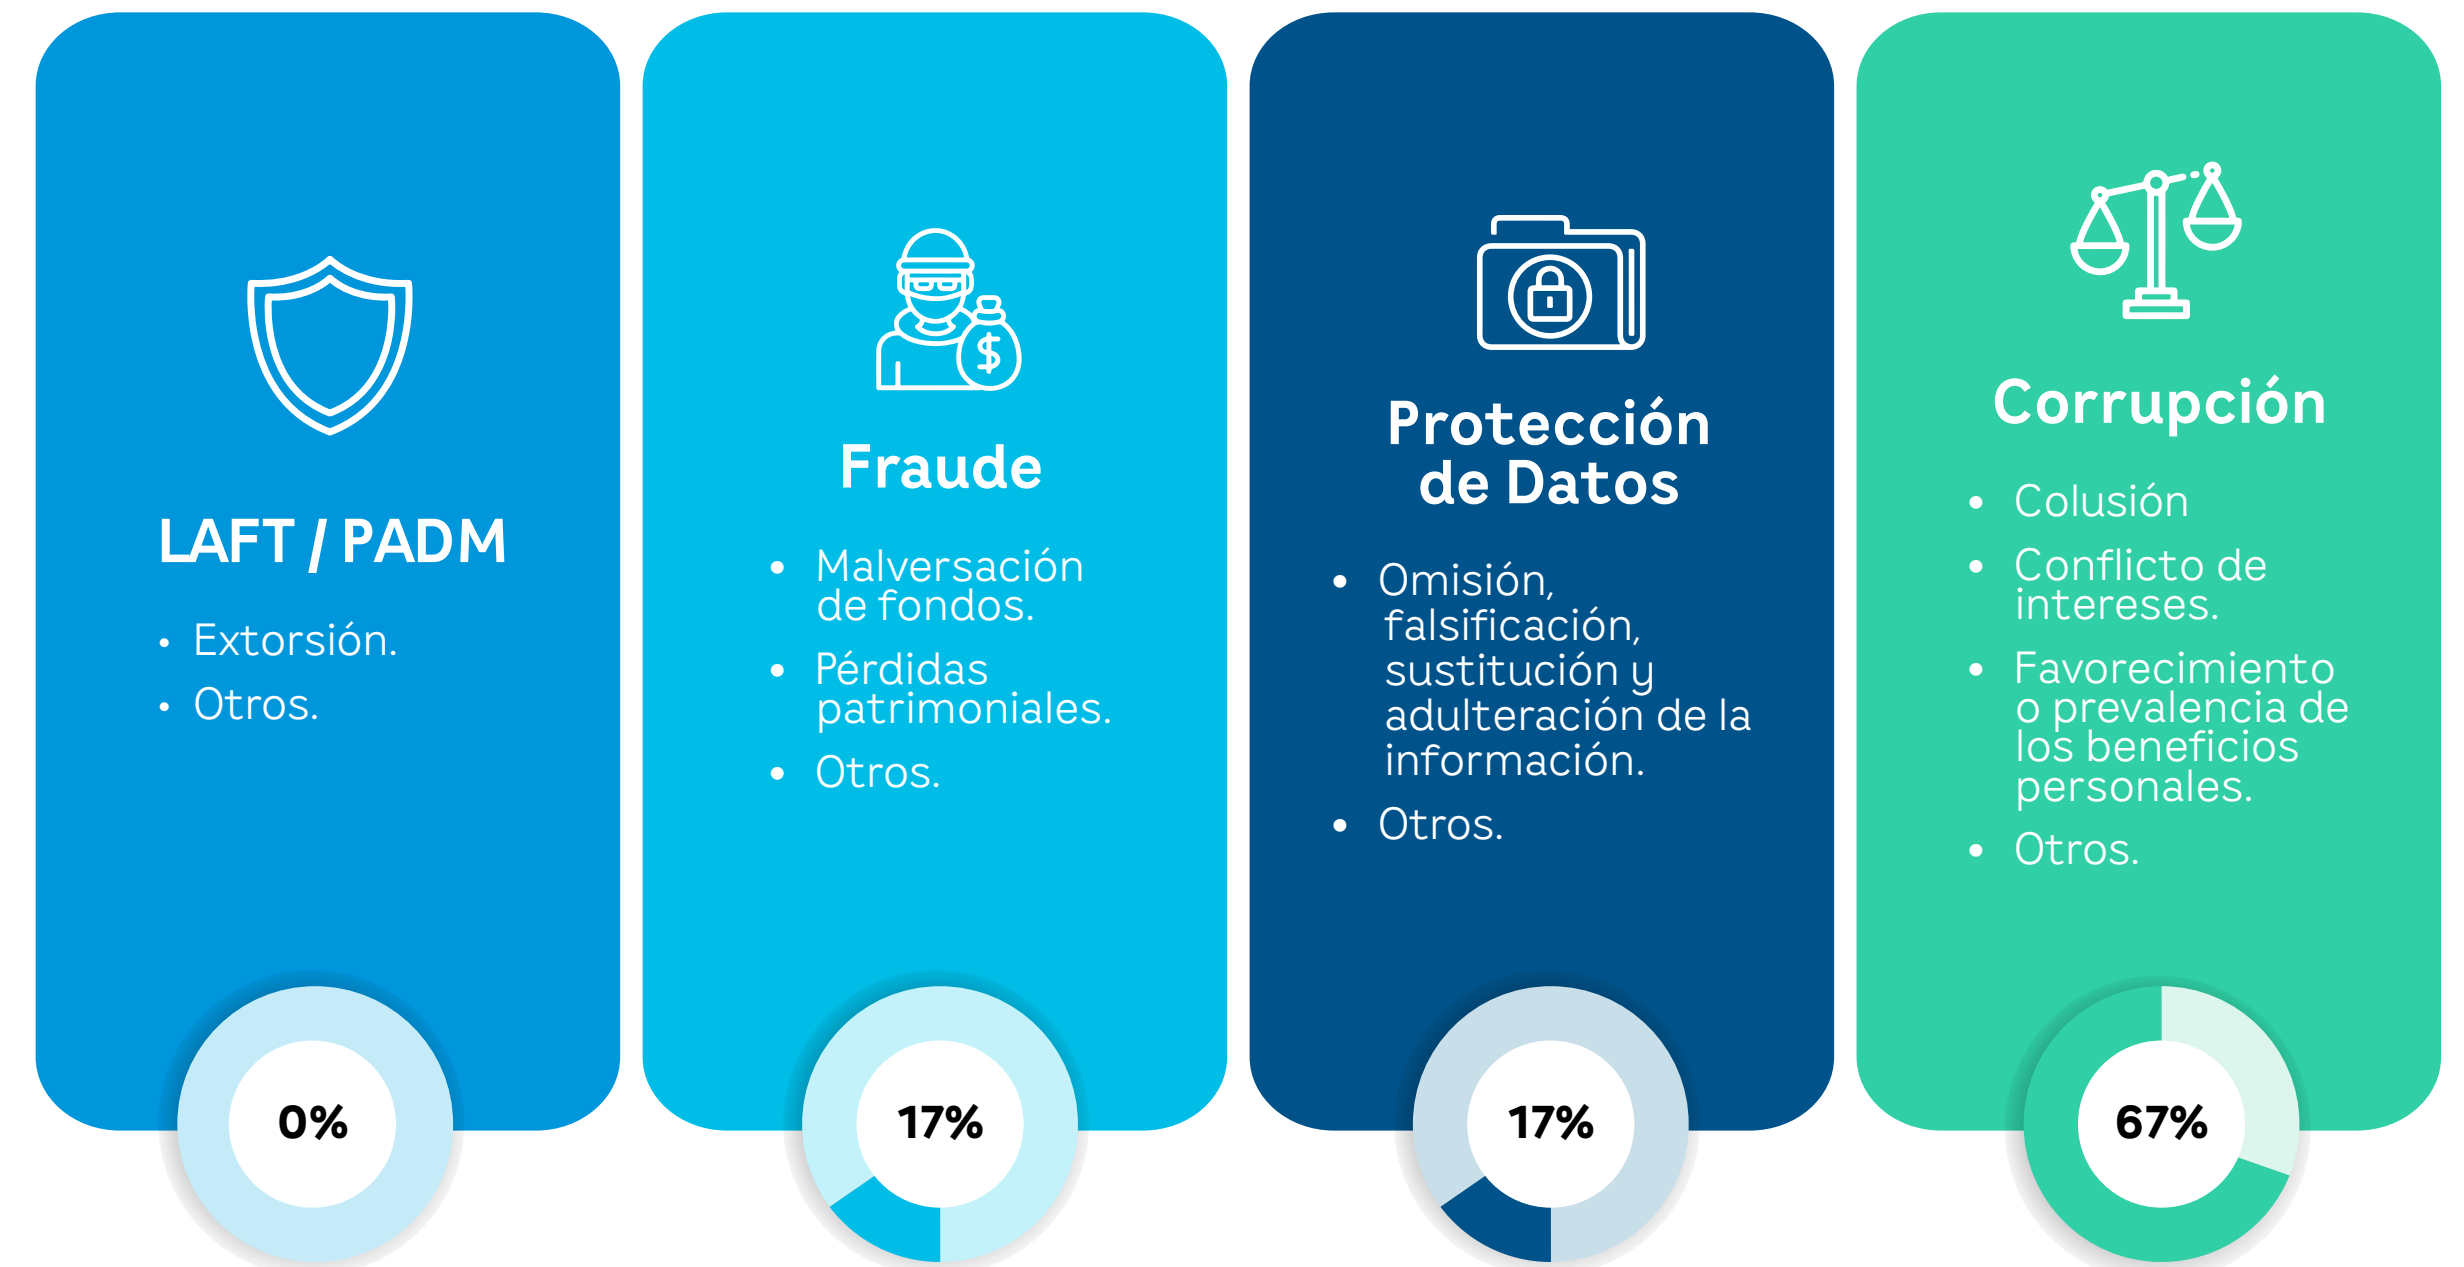 LAFT / PADM
• Extorsión.
• Otros.
0%
$
Fraude
• Malversación
de fondos.
• Pérdidas
patrimoniales.
• Otros.
17%
Protección
de Datos
• Omisión,
falsificación,
sustitución y
adulteración de la
información.
• Otros.
17%
Corrupción
• Colusión
• Conflicto de
intereses.
• Favorecimiento
o prevalencia de
los beneficios
personales.
• Otros.
67%